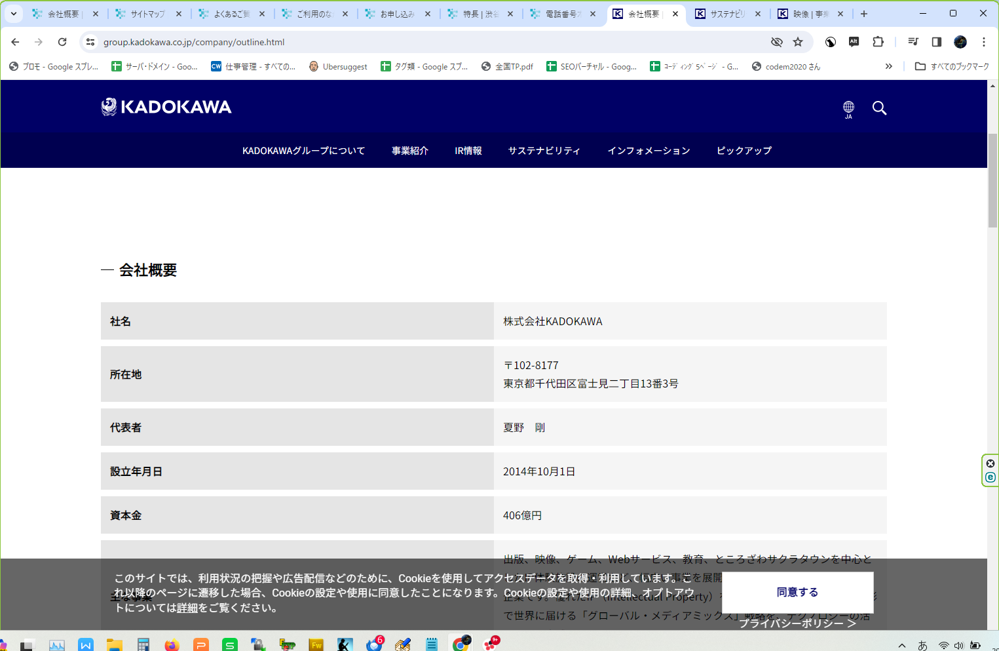 会社概要
サイトマップ
よくあるご質
ご利用のな
お申し込み
特長 | 渋谷
電話番号
会社概要 |
サステナビリ
映像 | 事業
group.kadokawa.co.jp/company/outline.html
プロモ - Google スプレ...
サーバ・ドメイン - Goo...
仕事管理 - すべての...
Ubersuggest
タグ類 - Google スプ...
全国TP.pdf
SEOバーチャル - Goog...
コーディング 5ページ - G...
codem2020 さん
すべてのブックマーク
KADOKAWA
JA
KADOKAWAグループについて
事業紹介
IR情報
サステナビリティ
インフォメーション
ピックアップ
会社概要
社名
株式会社KADOKAWA
所在地
〒102-8177
東京都千代田区富士見二丁目13番3号
代表者
夏野 剛
設立年月日
2014年10月1日
資本金
406億円
主な事業
出版、映像、ゲーム、Webサービス、教育、ところざわサクラタウンを中心と
で世界に届ける「グローバル・メディアミックス」戦略を、テクノロジーの活
このサイトでは、利用状況の把握や広告配信などのために、Cookieを使用してアクセスデータを取得・利用しています。こ
れ以降のページに遷移した場合、Cookieの設定や使用に同意したことになります。Cookieの設定や使用の詳細、オプトアウ
トについては詳細をご覧ください。
同意する
プライバシーポリシー ＞
あ